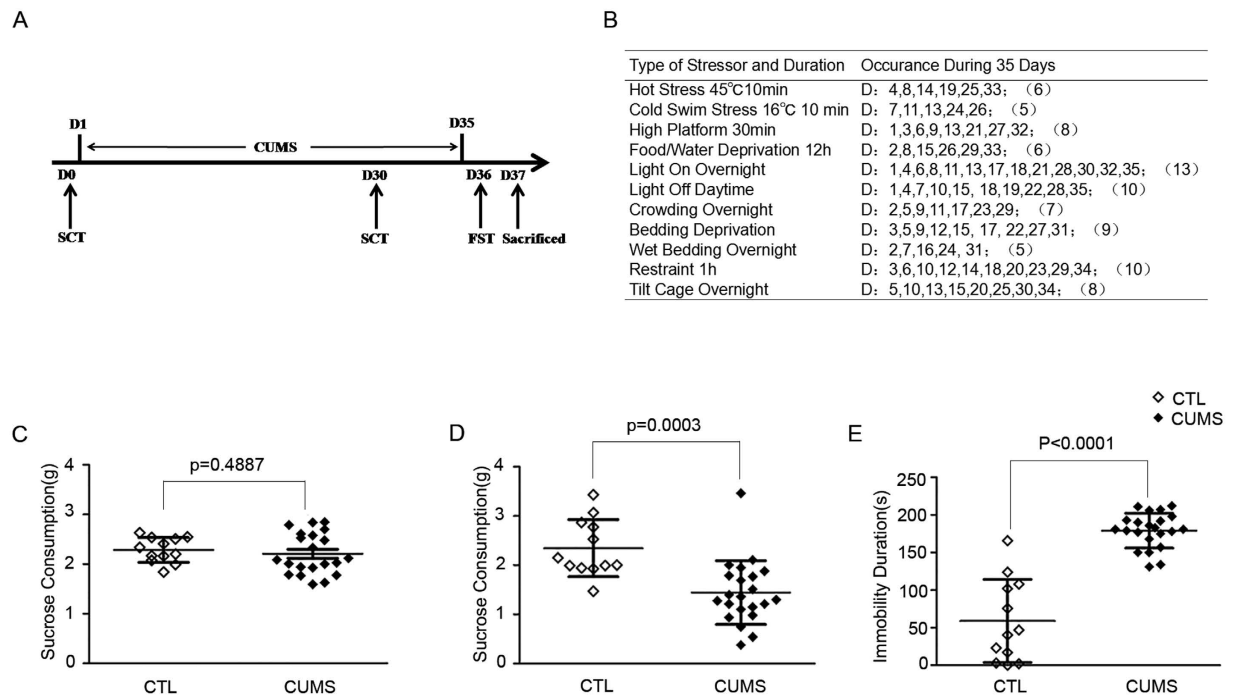 A
D1
D35
CUMS
D0
D30
D36
D37
SCT
SCT
FST
Sacrificed
B
Type of Stressor and Duration Occurance During 35 Days
Hot Stress 45℃10min D：4,8,14,19,25,33；（6）
Cold Swim Stress 16℃ 10 min D：7,11,13,24,26；（5）
High Platform 30min D：1,3,6,9,13,21,27,32；（8）
Food/Water Deprivation 12h D：2,8,15,26,29,33；（6）
Light On Overnight D：1,4,6,8,11,13,17,18,21,28,30,32,35；（13）
Light Off Daytime D：1,4,7,10,15, 18,19,22,28,35；（10）
Crowding Overnight D：2,5,9,11,17,23,29；（7）
Bedding Deprivation D：3,5,9,12,15, 17, 22,27,31；（9）
Wet Bedding Overnight D：2,7,16,24, 31；（5）
Restraint 1h D：3,6,10,12,14,18,20,23,29,34；（10）
Tilt Cage Overnight D：5,10,13,15,20,25,30,34；（8）
C
p=0.4887
Sucrose Consumption(g)
4
3
2
1
0
CTL CUMS
D
p=0.0003
Sucrose Consumption(g)
4
3
2
1
0
CTL CUMS
E
CTL
CUMS
P<0.0001
Immobility Duration(s)
250
200
150
100
50
0
CTL CUMS